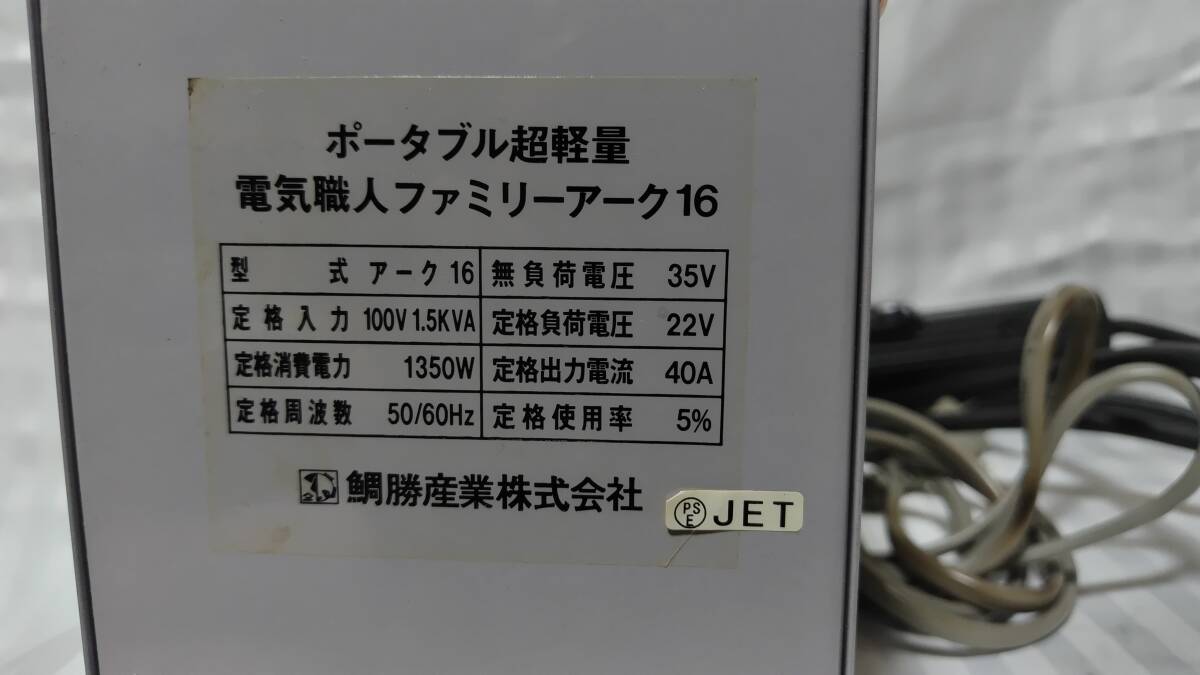 ポータブル超軽量
電気職人ファミリーアーク16
型式 アーク16 無負荷電圧 35V
定格入力 100V 1.5KVA 定格負荷電圧 22V
定格消費電力 1350W 定格出力電流 40A
定格周波数 50/60Hz 定格使用率 5%
鯛勝産業株式会社
PSE JET